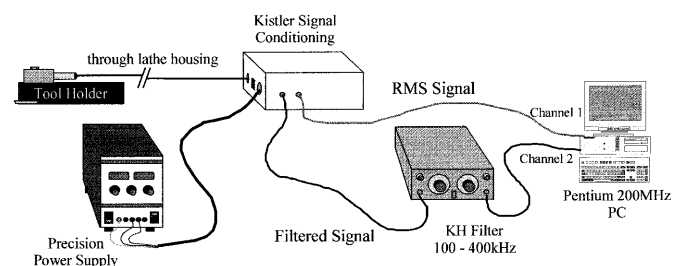 Kistler Signal
Conditioning
through lathe housing
Tool Holder
RMS Signal
Channel 1
Channel 2
Pentium 200MHz
PC
Filtered Signal
KH Filter
100 - 400kHz
Precision
Power Supply